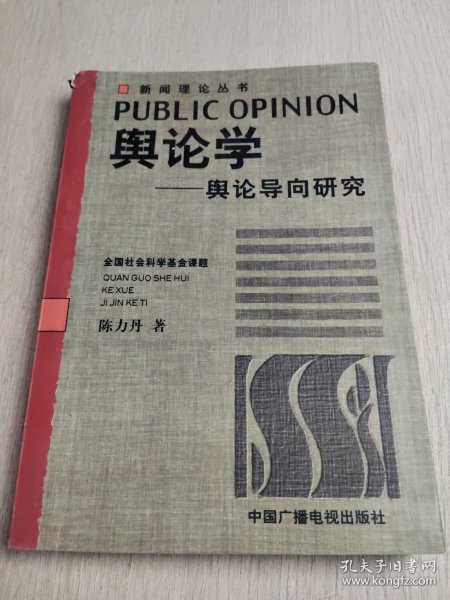 新闻理论丛书
PUBLIC OPINION
舆论学
——舆论导向研究
全国社会科学基金课题
QUAN GUO SHE HUI
KE XUE
JI JIN KE TI
陈力丹 著
中国广播电视出版社
孔夫子旧书网
www.kongfz.com